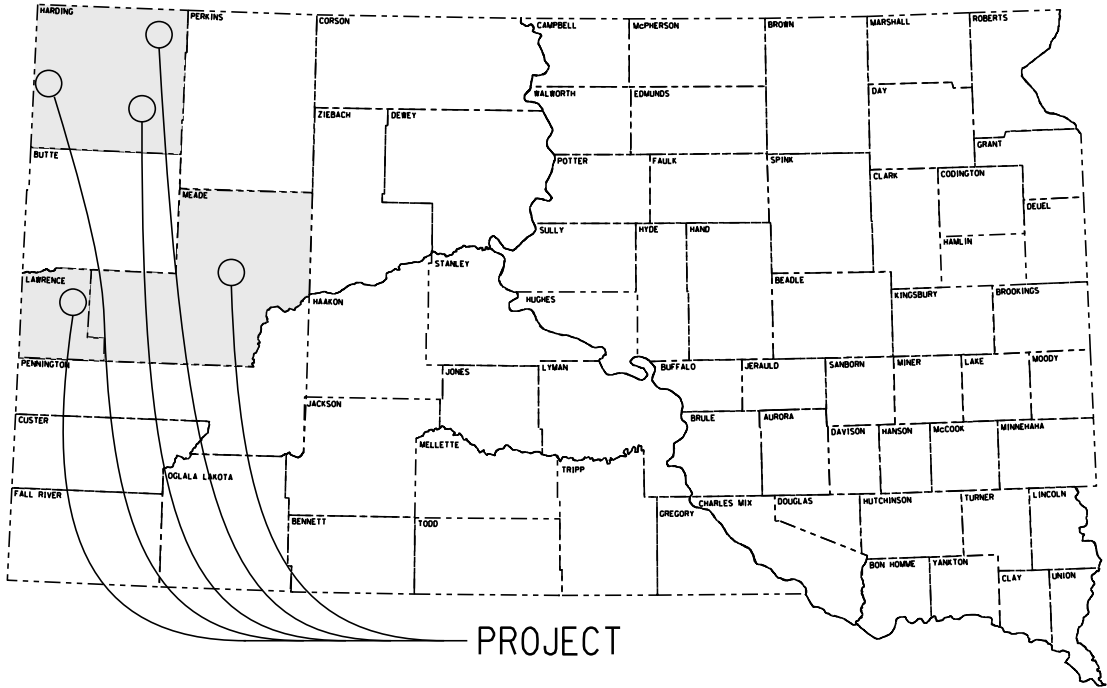 HARDING
PERKINS
CORSON
CAMPBELL
McPHERSON
BROWN
MARSHALL
ROBERTS
WALWORTH
EDMUNDS
DAY
ZIEBACH
DEWEY
BUTTE
POTTER
FAULK
SPINK
GRANT
CLARK
CODINGTON
MEADE
DEUEL
SULLY
HYDE
HAND
HAMLIN
STANLEY
LAWRENCE
BEADLE
HAAKON
HUGHES
KINGSBURY
BROOKINGS
PENNINGTON
JONES
LYMAN
BUFFALO
JERAULD
SANBORN
MINER
LAKE
MOODY
JACKSON
CUSTER
BRULE
AURORA
DAVISON
HANSON
McCOOK
MINNEHAHA
MELLETTE
OGLALA LAKOTA
TRIPP
FALL RIVER
CHARLES MIX
DOUGLAS
HUTCHINSON
TURNER
LINCOLN
GREGORY
BENNETT
TODD
BON HOMME
YANKTON
CLAY
UNION
PROJECT